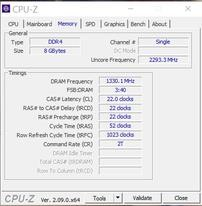 CPU-Z
CPU Mainboard Memory SPD Graphics Bench About
General
Type DDR4 Channel # Single
Size 8 GBytes DC Mode
Uncore Frequency 2293.3 MHz
Timings
DRAM Frequency 1330.1 MHz
FSB:DRAM 3:40
CAS# Latency (CL) 22.0 clocks
RAS# to CAS# Delay (tRCD) 22 clocks
RAS# Precharge (tRP) 22 clocks
Cycle Time (tRAS) 52 clocks
Row Refresh Cycle Time (tRFC) 1023 clocks
Command Rate (CR) 2T
DRAM Idle Timer
Total CAS# (tRDRAM)
Row To Column (tRCD)
CPU-Z Ver. 2.09.0.x64 Tools Validate Close